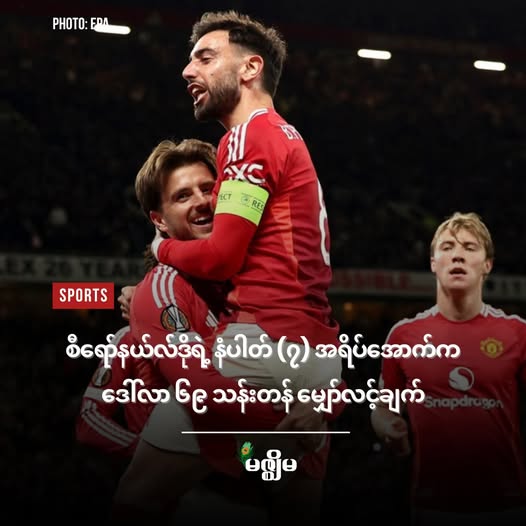 PHOTO: EPA
SPORTS
စီရော်နယ်လ်ဒိုရဲ့ နံပါတ် (၇) အရိပ်အောက်က
ဒေါ်လာ ၆၉ သန်းတန် မျှော်လင့်ချက်
မဇ္ဈိမ
Snapdragon